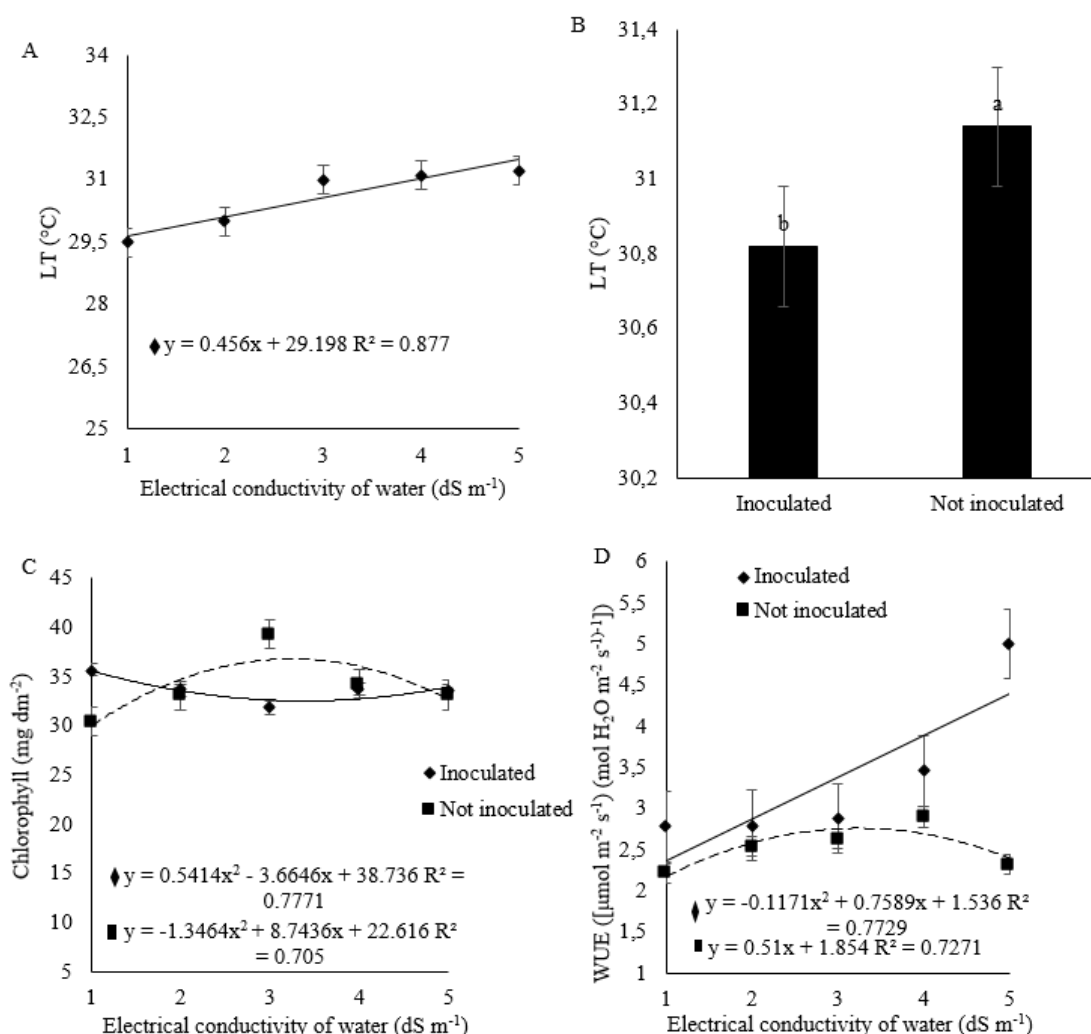 A
34
32,5
31
29,5
28
26,5
25
LT (°C)
y = 0.456x + 29.198 R² = 0.877
1 2 3 4 5
Electrical conductivity of water (dS m⁻¹)
B
31,4
31,2
31
30,8
30,6
30,4
30,2
LT (°C)
b
a
Inoculated Not inoculated
C
45
40
35
30
25
20
15
10
5
Chlorophyll (mg dm⁻²)
Inoculated
Not inoculated
y = 0.5414x² - 3.6646x + 38.736 R² =
0.7771
y = -1.3464x² + 8.7436x + 22.616 R²
= 0.705
1 2 3 4 5
Electrical conductivity of water (dS m⁻¹)
D
6
5,5
5
4,5
4
3,5
3
2,5
2
1,5
1
WUE ([µmol m⁻² s⁻¹) (mol H₂O m⁻² s⁻¹⁾⁻¹])
Inoculated
Not inoculated
y = -0.1171x² + 0.7589x + 1.536 R²
= 0.7729
y = 0.51x + 1.854 R² = 0.7271
1 2 3 4 5
Electrical conductivity of water (dS m⁻¹)